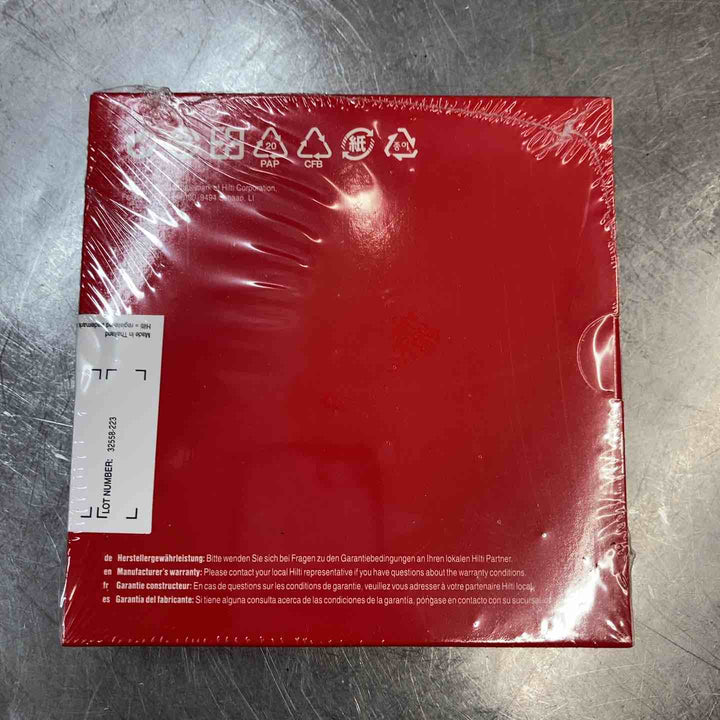 20
PAP
CFB
紙
종이
of Hilti Corporation,
9494 Schaan, LI
Made in Thailand
Hilti = registered trademark
LOT NUMBER: 32558-223
de Herstellergewährleistung: Bitte wenden Sie sich bei Fragen zu den Garantiebedingungen an Ihren lokalen Hilti Partner.
en Manufacturer's warranty: Please contact your local Hilti representative if you have questions about the warranty conditions.
fr Garantie constructeur: En cas de questions sur les conditions de garantie, veuillez vous adresser à votre partenaire Hilti local.
es Garantía del fabricante: Si tiene alguna consulta acerca de las condiciones de la garantía, póngase en contacto con su sucursal